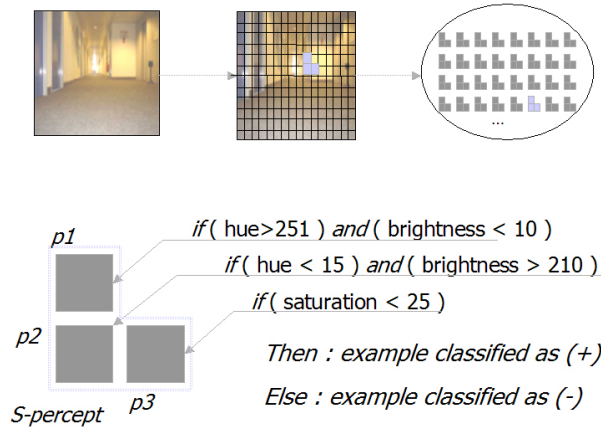 ...
if ( hue>251 ) and ( brightness < 10 )
p1
if ( hue < 15 ) and ( brightness > 210 )
if ( saturation < 25 )
p2
Then : example classified as (+)
p3
Else : example classified as (-)
S-percept